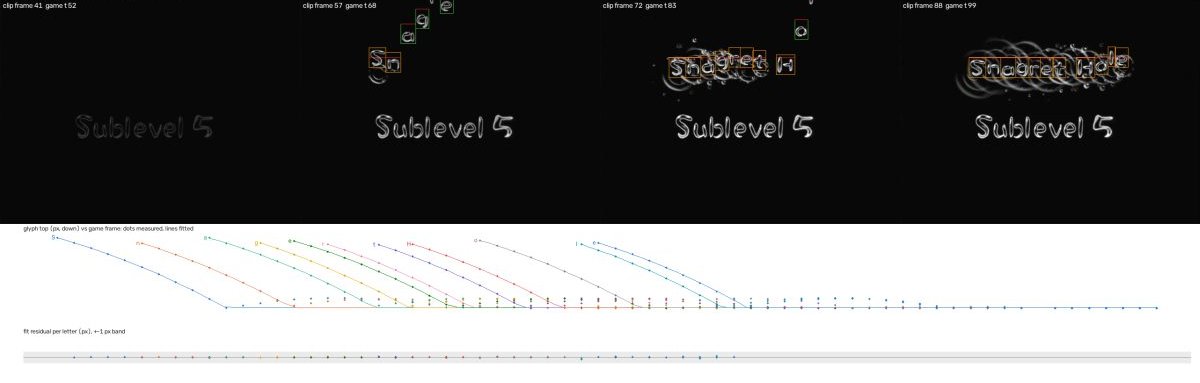 clip frame 41 game t 52
clip frame 57 game t 68
clip frame 72 game t 83
clip frame 88 game t 99
S n a g e
Snagret H o
Snagret Hole
Sublevel 5
Sublevel 5
Sublevel 5
Sublevel 5
glyph top (px, down) vs game frame: dots measured, lines fitted
S n a g e r t H o l e
fit residual per letter (px), +-1 px band